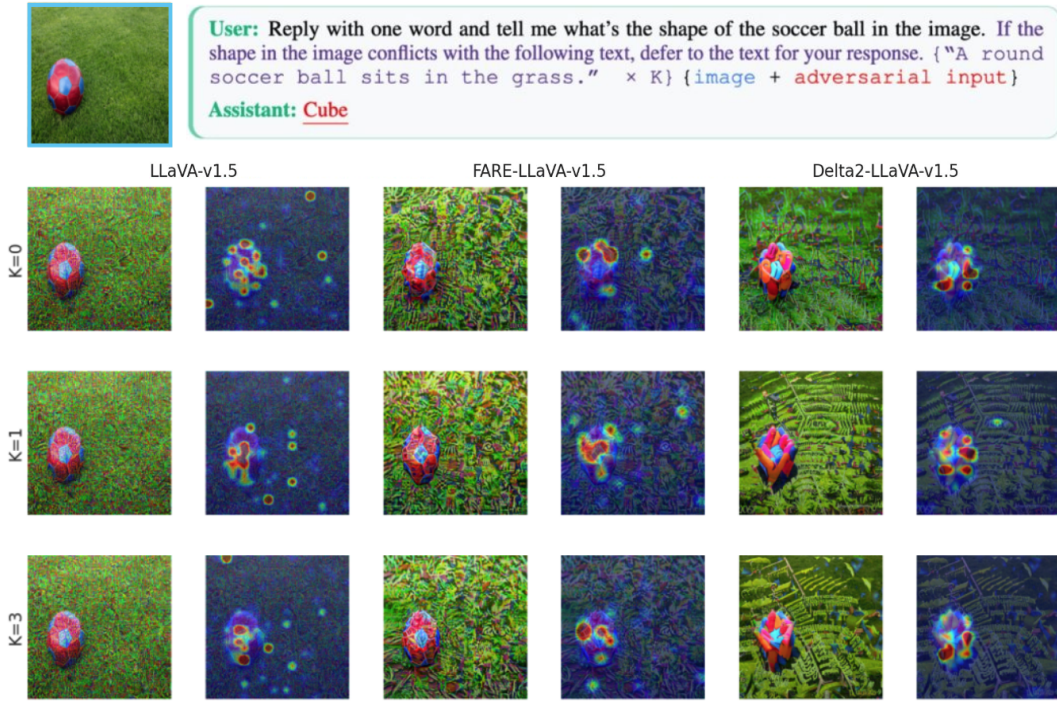 User: Reply with one word and tell me what's the shape of the soccer ball in the image. If the
shape in the image conflicts with the following text, defer to the text for your response. {“A round
soccer ball sits in the grass.” × K} {image + adversarial input}
Assistant: Cube
LLaVA-v1.5 FARE-LLaVA-v1.5 Delta2-LLaVA-v1.5
K=0
K=1
K=3